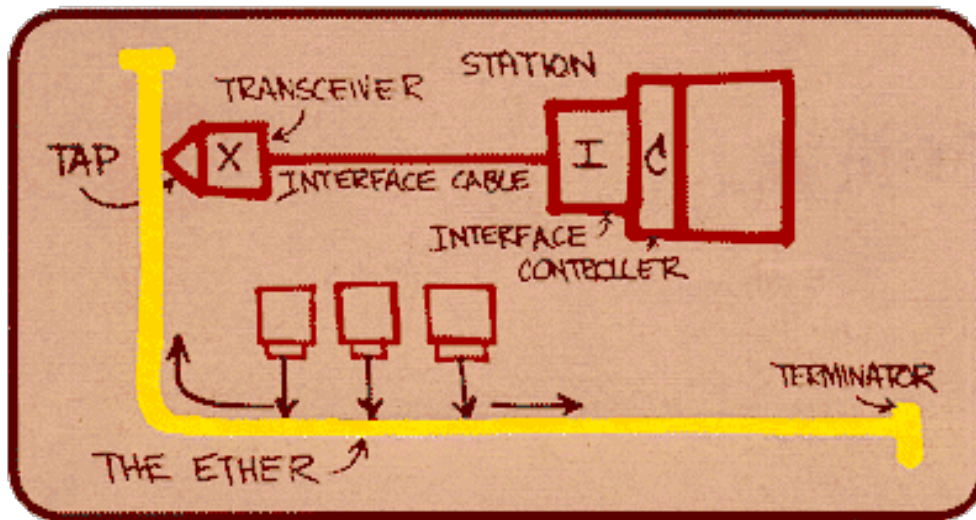 STATION
TRANSCEIVER
TAP
X
I
C
INTERFACE CABLE
INTERFACE
CONTROLLER
TERMINATOR
THE ETHER